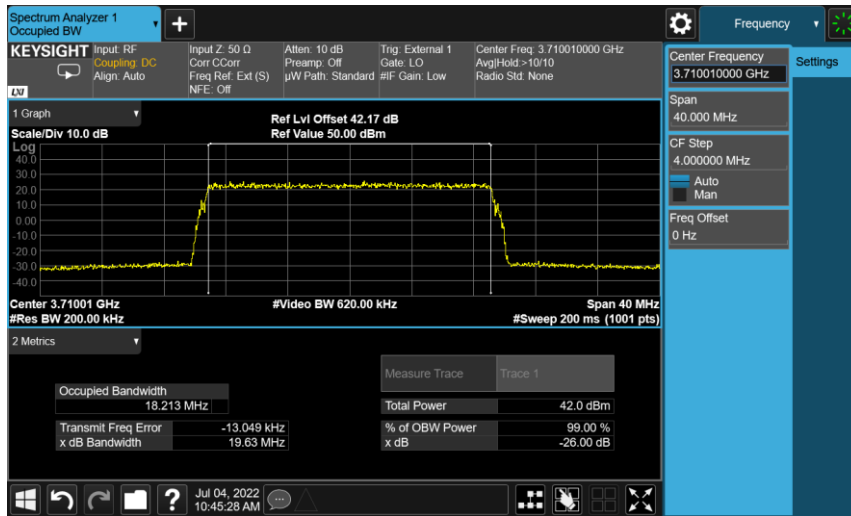 Spectrum Analyzer 1
Occupied BW
+
Frequency
KEYSIGHT
LXI
Input: RF
Coupling: DC
Align: Auto
Input Z: 50 Ω
Corr CCorr
Freq Ref: Ext (S)
NFE: Off
Atten: 10 dB
Preamp: Off
µW Path: Standard
Trig: External 1
Gate: LO
#IF Gain: Low
Center Freq: 3.710010000 GHz
Avg|Hold:>10/10
Radio Std: None
Center Frequency
3.710010000 GHz
Settings
Span
40.000 MHz
CF Step
4.000000 MHz
Auto
Man
Freq Offset
0 Hz
1 Graph
Scale/Div 10.0 dB
Ref Lvl Offset 42.17 dB
Ref Value 50.00 dBm
Log
40.0
30.0
20.0
10.0
0.00
-10.0
-20.0
-30.0
-40.0
Center 3.71001 GHz
#Res BW 200.00 kHz
#Video BW 620.00 kHz
Span 40 MHz
#Sweep 200 ms (1001 pts)
2 Metrics
Measure Trace Trace 1
Occupied Bandwidth
18.213 MHz
Total Power 42.0 dBm
Transmit Freq Error -13.049 kHz
% of OBW Power 99.00 %
x dB Bandwidth 19.63 MHz
x dB -26.00 dB
?
Jul 04, 2022
10:45:28 AM